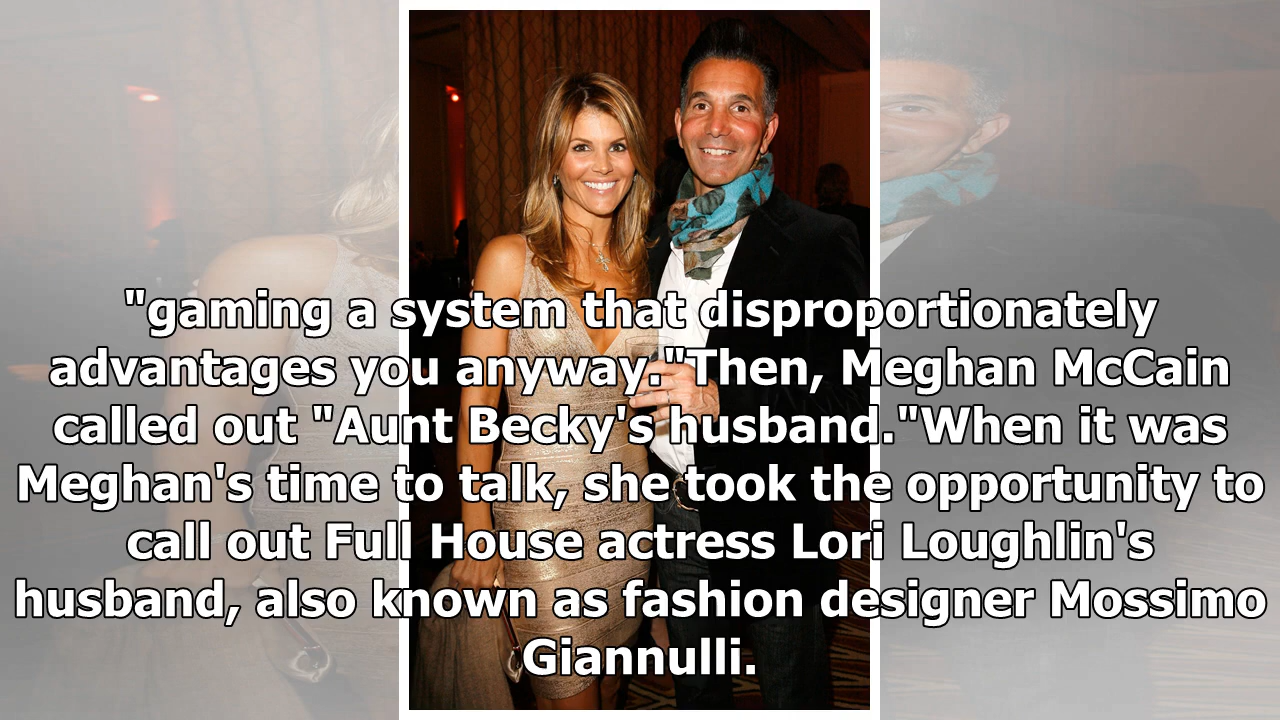 "gaming a system that disproportionately
advantages you anyway."Then, Meghan McCain
called out "Aunt Becky's husband."When it was
Meghan's time to talk, she took the opportunity to
call out Full House actress Lori Loughlin's
husband, also known as fashion designer Mossimo
Giannulli.